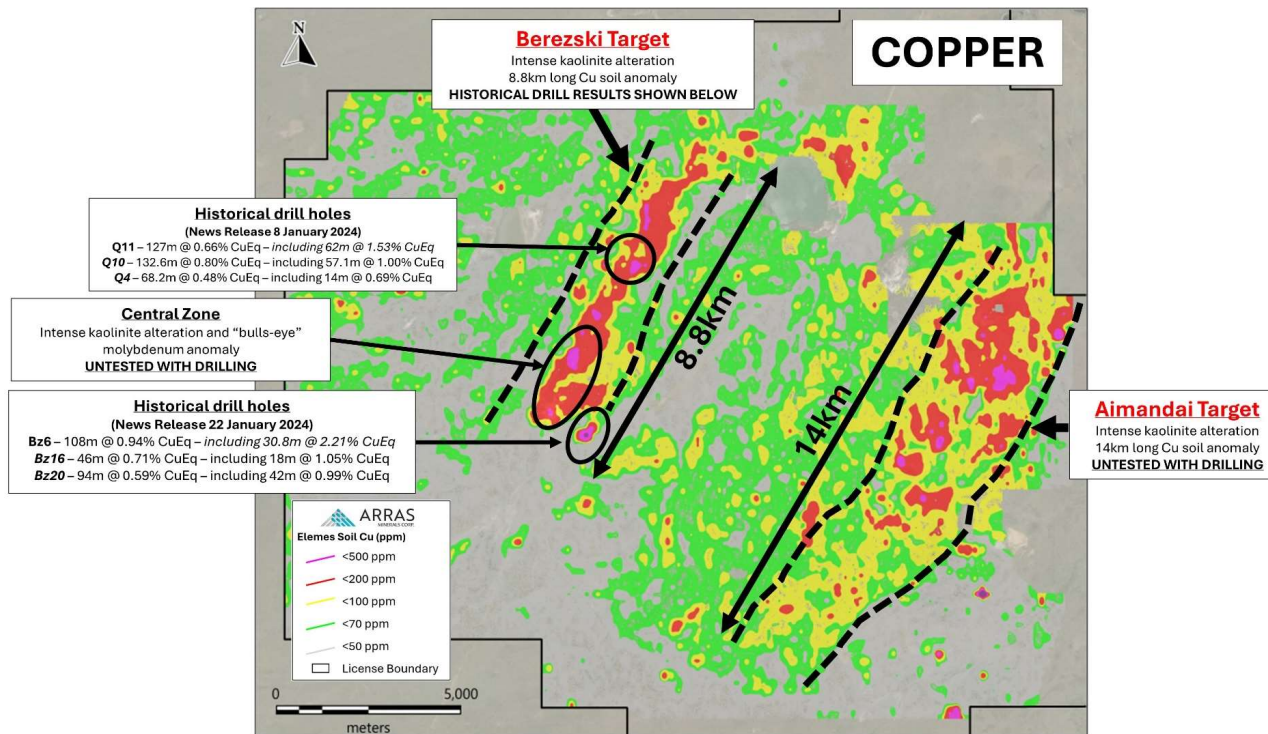 N
Berezski Target
Intense kaolinite alteration
8.8km long Cu soil anomaly
HISTORICAL DRILL RESULTS SHOWN BELOW
COPPER
Historical drill holes
(News Release 8 January 2024)
Q11 – 127m @ 0.66% CuEq – including 62m @ 1.53% CuEq
Q10 – 132.6m @ 0.80% CuEq – including 57.1m @ 1.00% CuEq
Q4 – 68.2m @ 0.48% CuEq – including 14m @ 0.69% CuEq
Central Zone
Intense kaolinite alteration and “bulls-eye”
molybdenum anomaly
UNTESTED WITH DRILLING
Historical drill holes
(News Release 22 January 2024)
Bz6 – 108m @ 0.94% CuEq – including 30.8m @ 2.21% CuEq
Bz16 – 46m @ 0.71% CuEq – including 18m @ 1.05% CuEq
Bz20 – 94m @ 0.59% CuEq – including 42m @ 0.99% CuEq
8.8km
14km
Aimandai Target
Intense kaolinite alteration
14km long Cu soil anomaly
UNTESTED WITH DRILLING
ARRAS
MINERALS CORP.
Elemes Soil Cu (ppm)
<500 ppm
<200 ppm
<100 ppm
<70 ppm
<50 ppm
License Boundary
0 5,000
meters